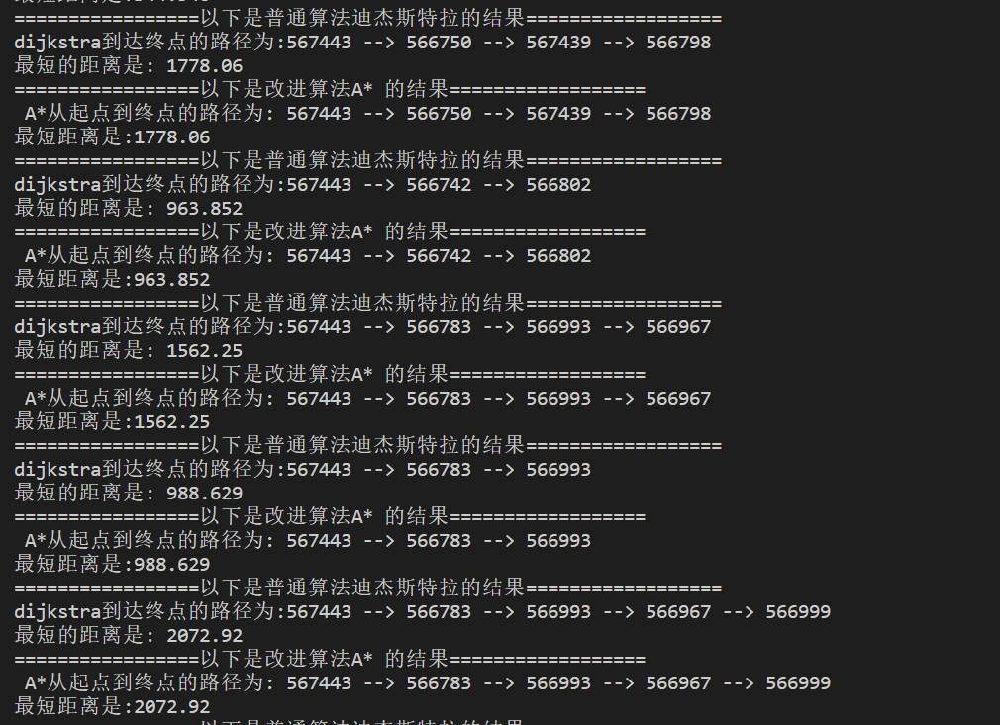 =================以下是普通算法迪杰斯特拉的结果==================
dijkstra到达终点的路径为:567443 --> 566750 --> 567439 --> 566798
最短的距离是: 1778.06
=================以下是改进算法A* 的结果==================
 A*从起点到终点的路径为: 567443 --> 566750 --> 567439 --> 566798
最短距离是:1778.06
=================以下是普通算法迪杰斯特拉的结果==================
dijkstra到达终点的路径为:567443 --> 566742 --> 566802
最短的距离是: 963.852
=================以下是改进算法A* 的结果==================
 A*从起点到终点的路径为: 567443 --> 566742 --> 566802
最短距离是:963.852
=================以下是普通算法迪杰斯特拉的结果==================
dijkstra到达终点的路径为:567443 --> 566783 --> 566993 --> 566967
最短的距离是: 1562.25
=================以下是改进算法A* 的结果==================
 A*从起点到终点的路径为: 567443 --> 566783 --> 566993 --> 566967
最短距离是:1562.25
=================以下是普通算法迪杰斯特拉的结果==================
dijkstra到达终点的路径为:567443 --> 566783 --> 566993
最短的距离是: 988.629
=================以下是改进算法A* 的结果==================
 A*从起点到终点的路径为: 567443 --> 566783 --> 566993
最短距离是:988.629
=================以下是普通算法迪杰斯特拉的结果==================
dijkstra到达终点的路径为:567443 --> 566783 --> 566993 --> 566967 --> 566999
最短的距离是: 2072.92
=================以下是改进算法A* 的结果==================
 A*从起点到终点的路径为: 567443 --> 566783 --> 566993 --> 566967 --> 566999
最短距离是:2072.92